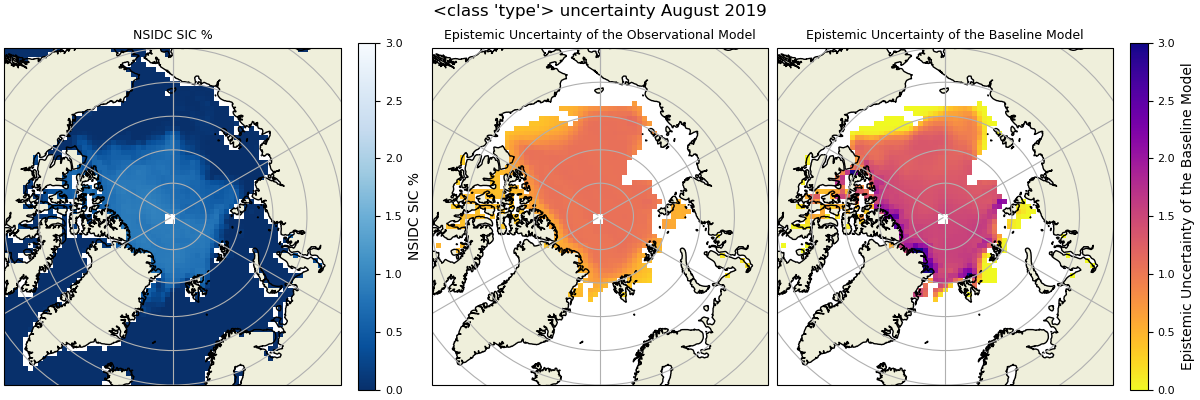 <class 'type'> uncertainty August 2019
NSIDC SIC %
Epistemic Uncertainty of the Observational Model
Epistemic Uncertainty of the Baseline Model
3.0
2.5
2.0
1.5
1.0
0.5
0.0
NSIDC SIC %
3.0
2.5
2.0
1.5
1.0
0.5
0.0
Epistemic Uncertainty of the Baseline Model